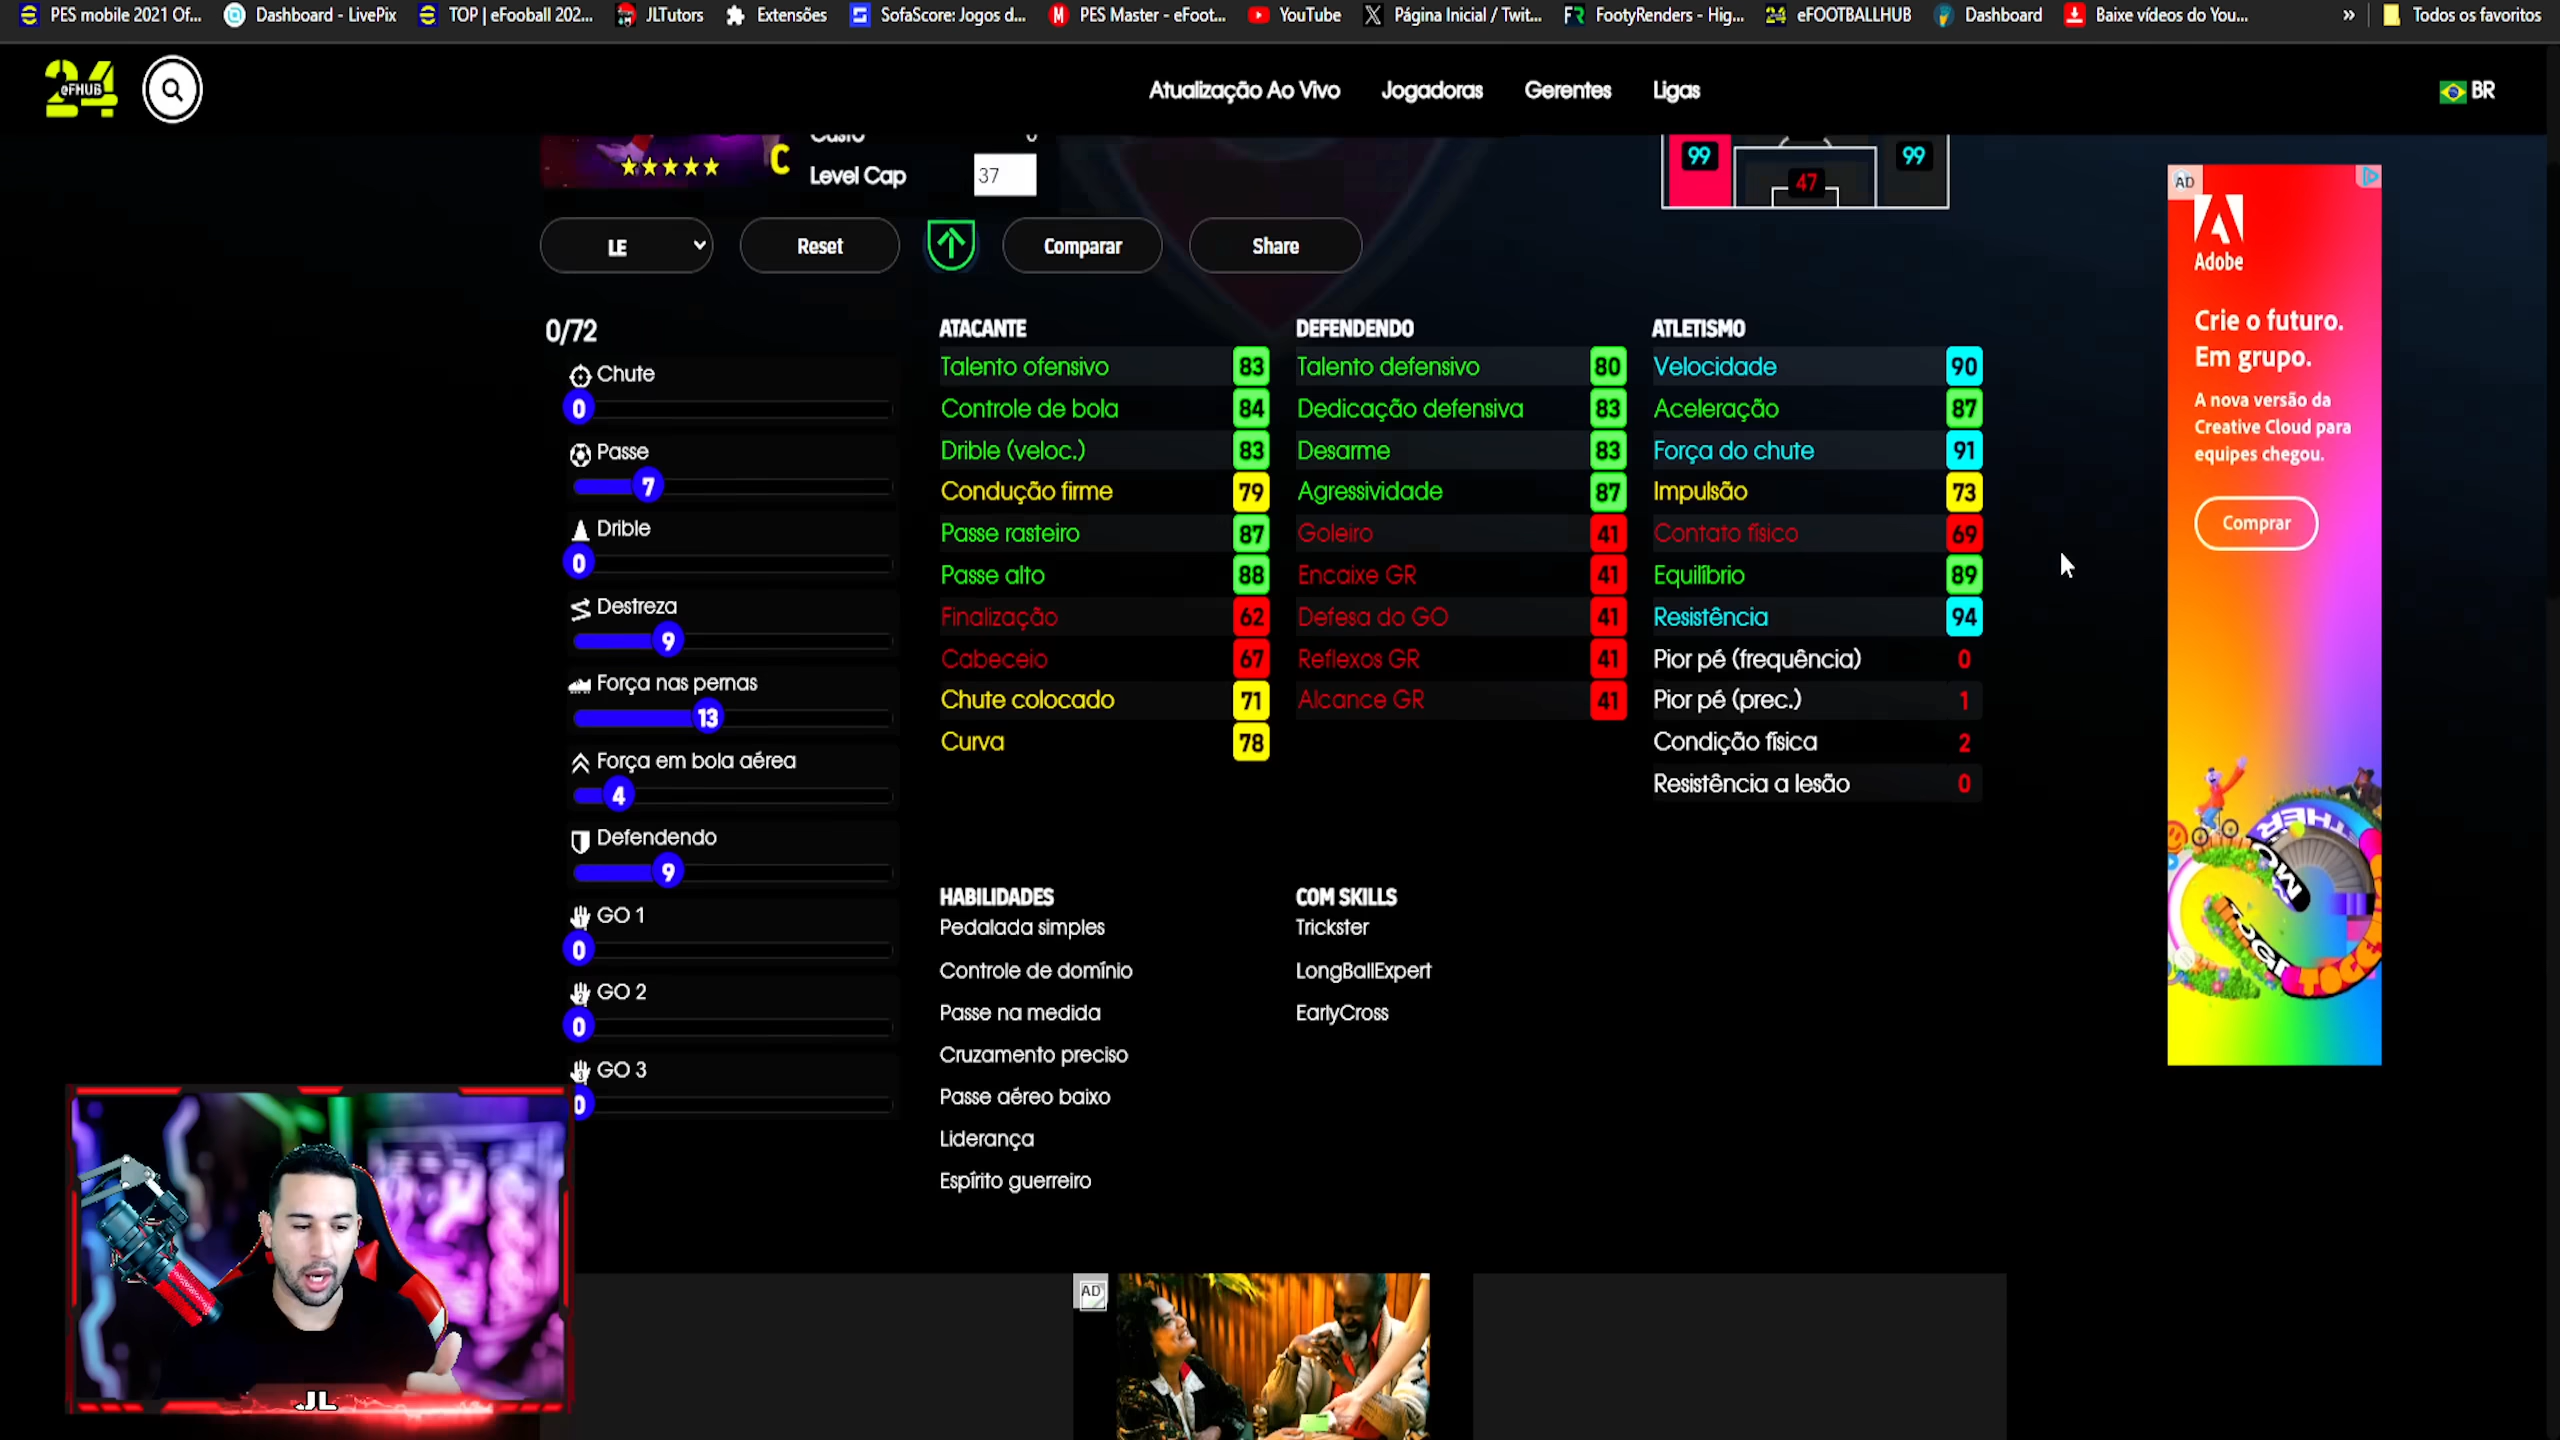 PES mobile 2021 Of... Dashboard - LivePix TOP | eFooball 202... JLTutors Extensões SofaScore: Jogos d... PES Master - eFoot... YouTube Página Inicial / Twit... FootyRenders - Hig... eFOOTBALLHUB Dashboard Baixe vídeos do You... » Todos os favoritos
24 eFHUB Atualização Ao Vivo Jogadoras Gerentes Ligas BR
Custo 0
C Level Cap 37
99 47 99
LE Reset Comparar Share
0/72
Chute
0
Passe
7
Drible
0
Destreza
9
Força nas pernas
13
Força em bola aérea
4
Defendendo
9
GO 1
0
GO 2
0
GO 3
0
ATACANTE
Talento ofensivo 83
Controle de bola 84
Drible (veloc.) 83
Condução firme 79
Passe rasteiro 87
Passe alto 88
Finalização 62
Cabeceio 67
Chute colocado 71
Curva 78
DEFENDENDO
Talento defensivo 80
Dedicação defensiva 83
Desarme 83
Agressividade 87
Goleiro 41
Encaixe GR 41
Defesa do GO 41
Reflexos GR 41
Alcance GR 41
ATLETISMO
Velocidade 90
Aceleração 87
Força do chute 91
Impulsão 73
Contato físico 69
Equilíbrio 89
Resistência 94
Pior pé (frequência) 0
Pior pé (prec.) 1
Condição física 2
Resistência a lesão 0
HABILIDADES
Pedalada simples
Controle de domínio
Passe na medida
Cruzamento preciso
Passe aéreo baixo
Liderança
Espírito guerreiro
COM SKILLS
Trickster
LongBallExpert
EarlyCross
AD
Adobe
Crie o futuro.
Em grupo.
A nova versão da
Creative Cloud para
equipes chegou.
Comprar
AD
JL